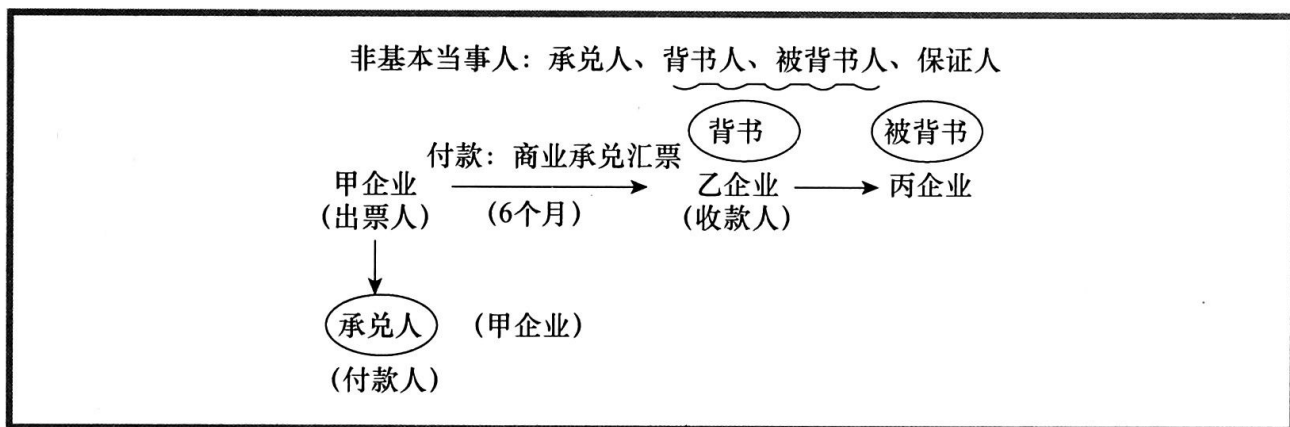 非基本当事人：承兑人、背书人、被背书人、保证人
背书 被背书
付款：商业承兑汇票
甲企业 乙企业 丙企业
(出票人) (6个月) (收款人)
承兑人 (甲企业)
(付款人)